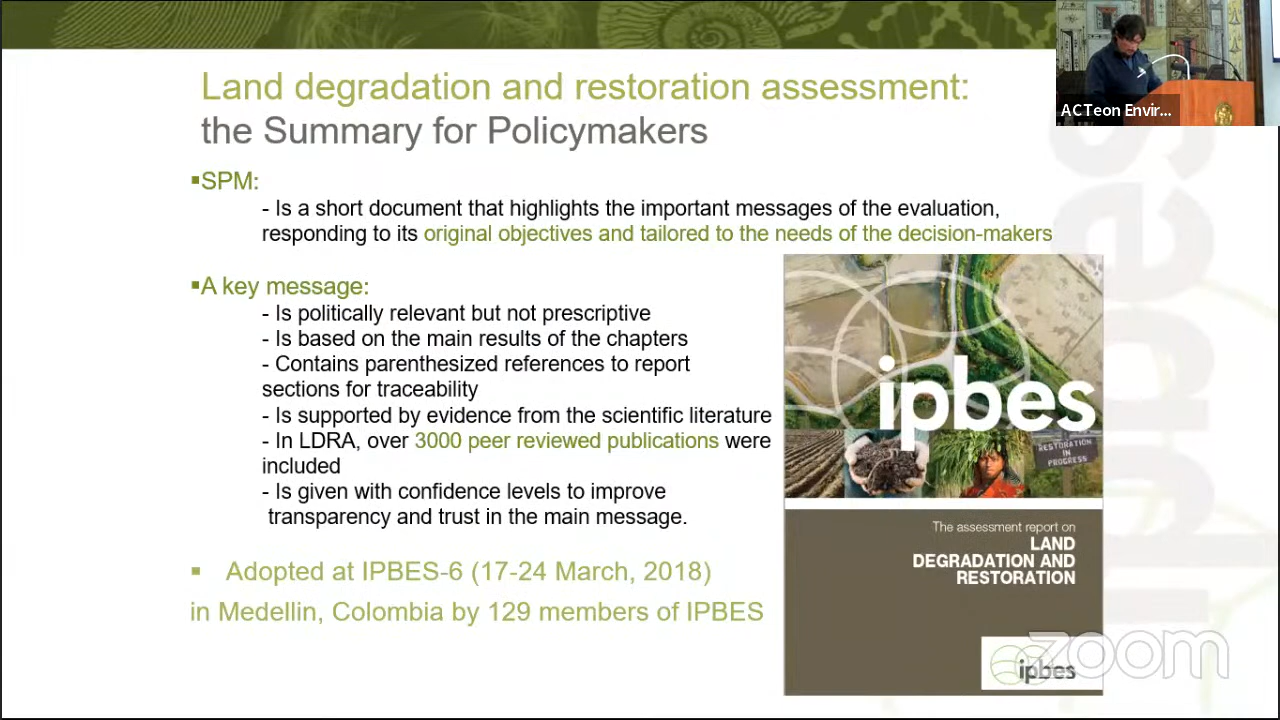 ACTeon Envir...
Land degradation and restoration assessment:
the Summary for Policymakers
▪SPM:
- Is a short document that highlights the important messages of the evaluation,
responding to its original objectives and tailored to the needs of the decision-makers
▪A key message:
- Is politically relevant but not prescriptive
- Is based on the main results of the chapters
- Contains parenthesized references to report
sections for traceability
- Is supported by evidence from the scientific literature
- In LDRA, over 3000 peer reviewed publications were
included
- Is given with confidence levels to improve
transparency and trust in the main message.
▪ Adopted at IPBES-6 (17-24 March, 2018)
in Medellin, Colombia by 129 members of IPBES
ipbes
RESTORATION
IN
PROGRESS
The assessment report on
LAND
DEGRADATION AND
RESTORATION
ipbes
zoom
ipbes